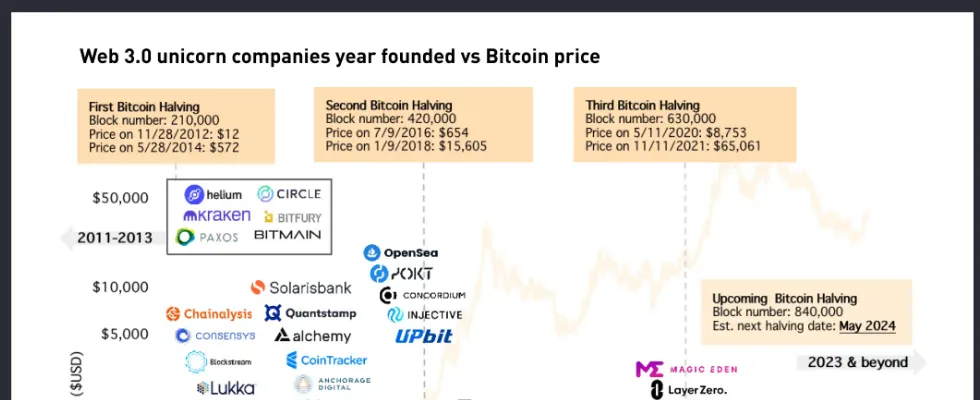 Web 3.0 unicorn companies year founded vs Bitcoin price
First Bitcoin Halving
Block number: 210,000
Price on 11/28/2012: $12
Price on 5/28/2014: $572
Second Bitcoin Halving
Block number: 420,000
Price on 7/9/2016: $654
Price on 1/9/2018: $15,605
Third Bitcoin Halving
Block number: 630,000
Price on 5/11/2020: $8,753
Price on 11/11/2021: $65,061
$50,000
helium
CIRCLE
KRAKEN
BITFURY
PAXOS
BITMAIN
2011-2013
OpenSea
POKT
CONCORDIUM
INJECTIVE
UPbit
$10,000
Solarisbank
Chainalysis
Quantstamp
$5,000
CONSENSYS
alchemy
Blockstream
CoinTracker
Lukka
ANCHORAGE
DIGITAL
($USD)
Upcoming Bitcoin Halving
Block number: 840,000
Est. next halving date: May 2024
2023 & beyond
MAGIC EDEN
LayerZero.